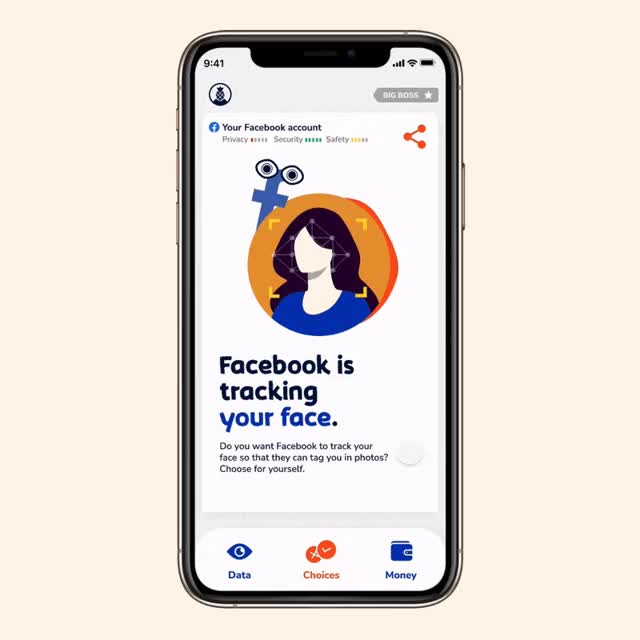 9:41
BIG BOSS
Your Facebook account
Privacy Security Safety
Facebook is
tracking
your face.
Do you want Facebook to track your
face so that they can tag you in photos?
Choose for yourself.
Data Choices Money